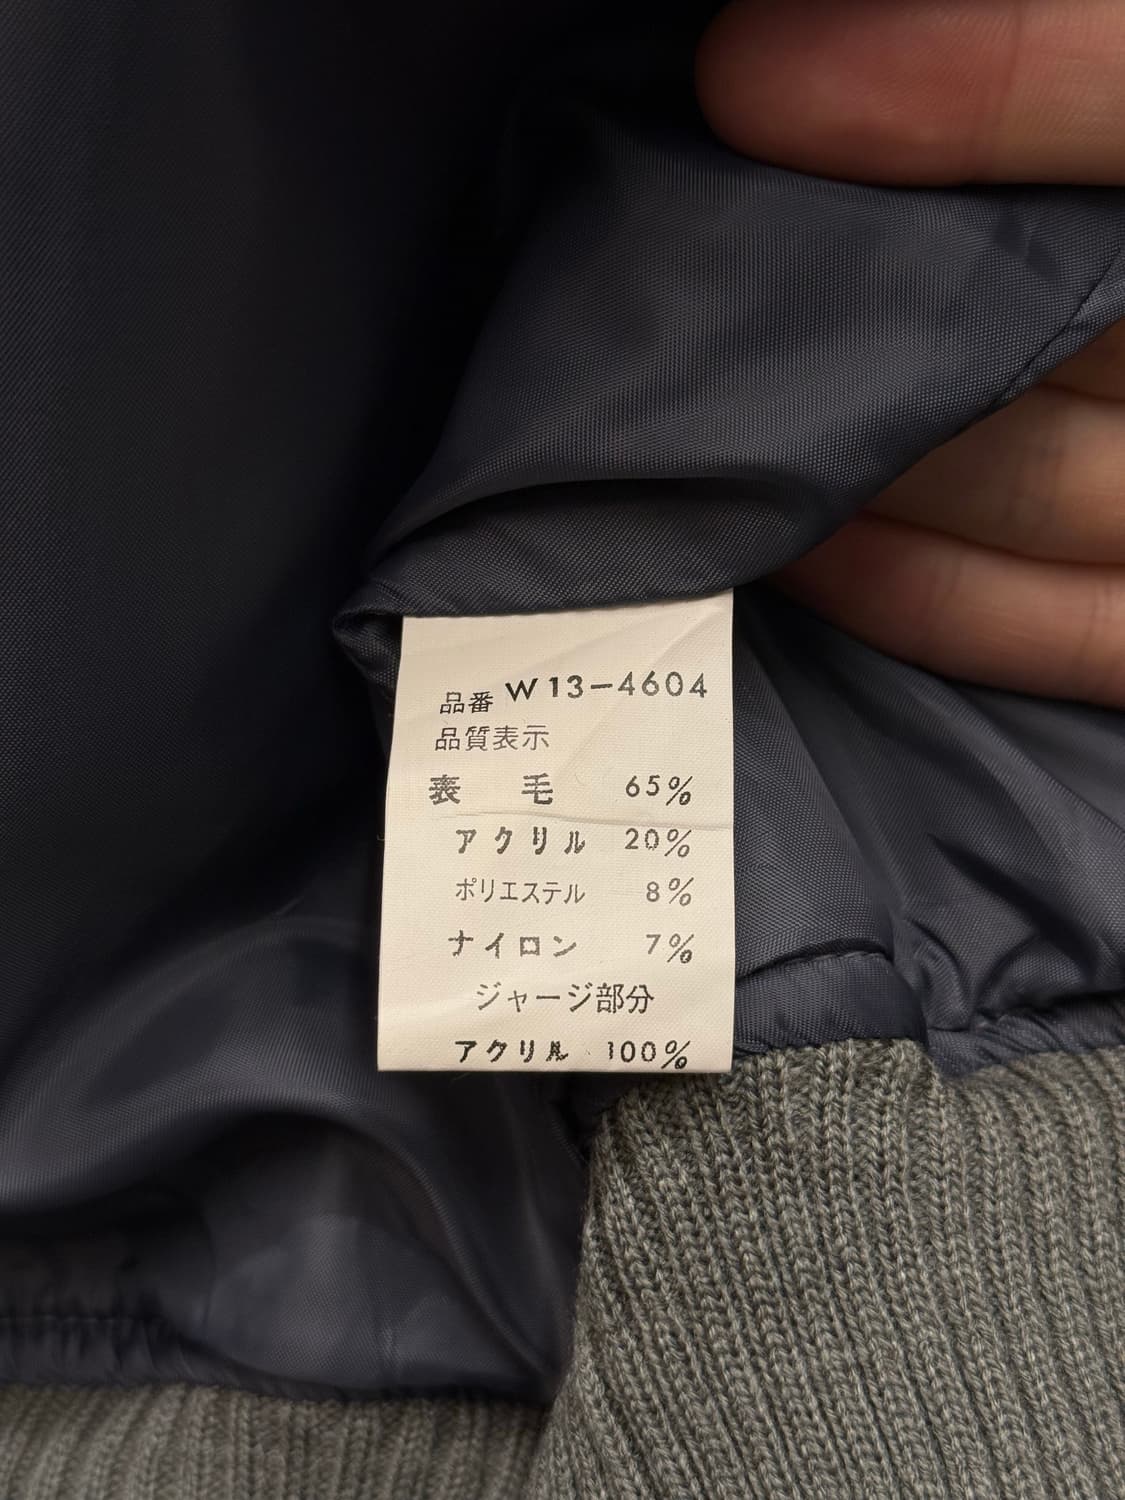 品番 W13-4604
品質表示
表 毛 65%
アクリル 20%
ポリエステル 8%
ナイロン 7%
ジャージ部分
アクリル 100%